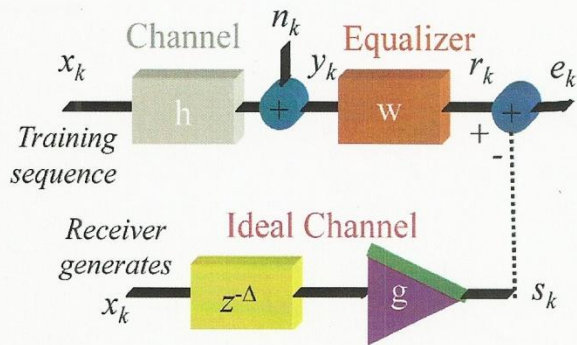 Channel
n_k
Equalizer
x_k
y_k
r_k
e_k
h
+
w
+
Training
sequence
+
-
Receiver
generates
Ideal Channel
x_k
z^{-Δ}
g
s_k